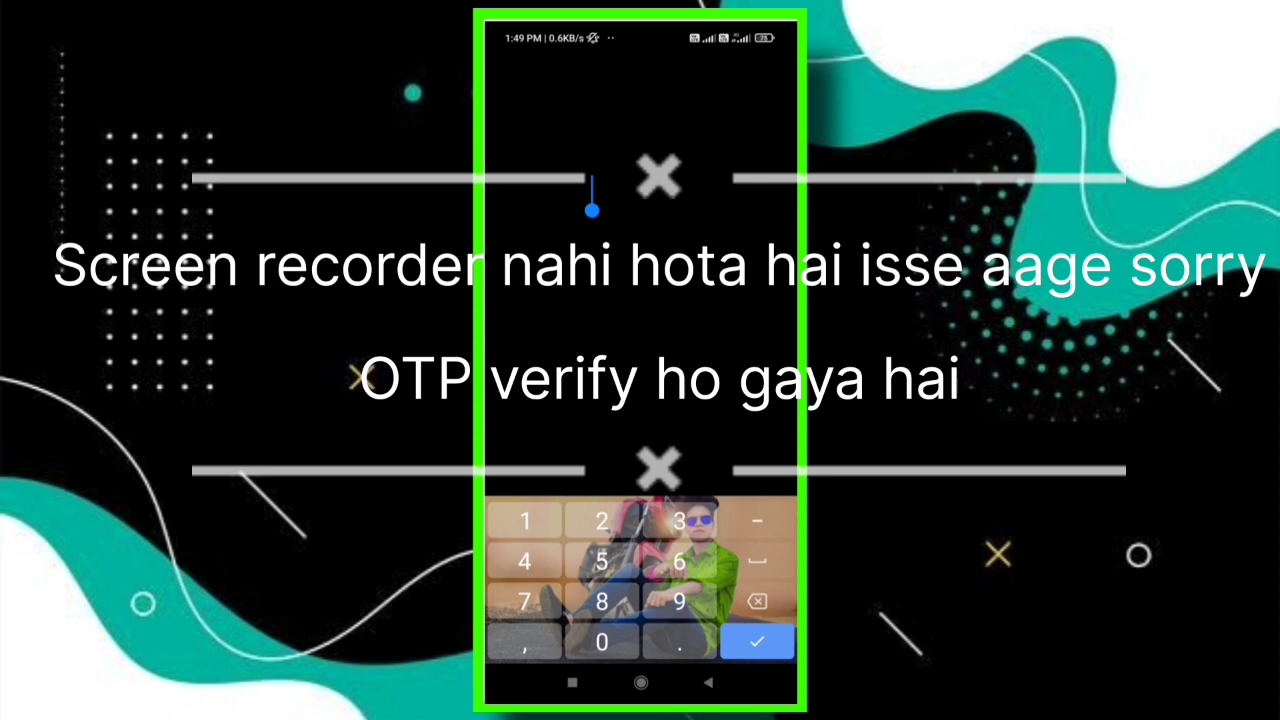 1:49 PM | 0.6KB/s
75
Screen recorder nahi hota hai isse aage sorry
OTP verify ho gaya hai
1 2 3 -
4 5 6
7 8 9
, 0 .